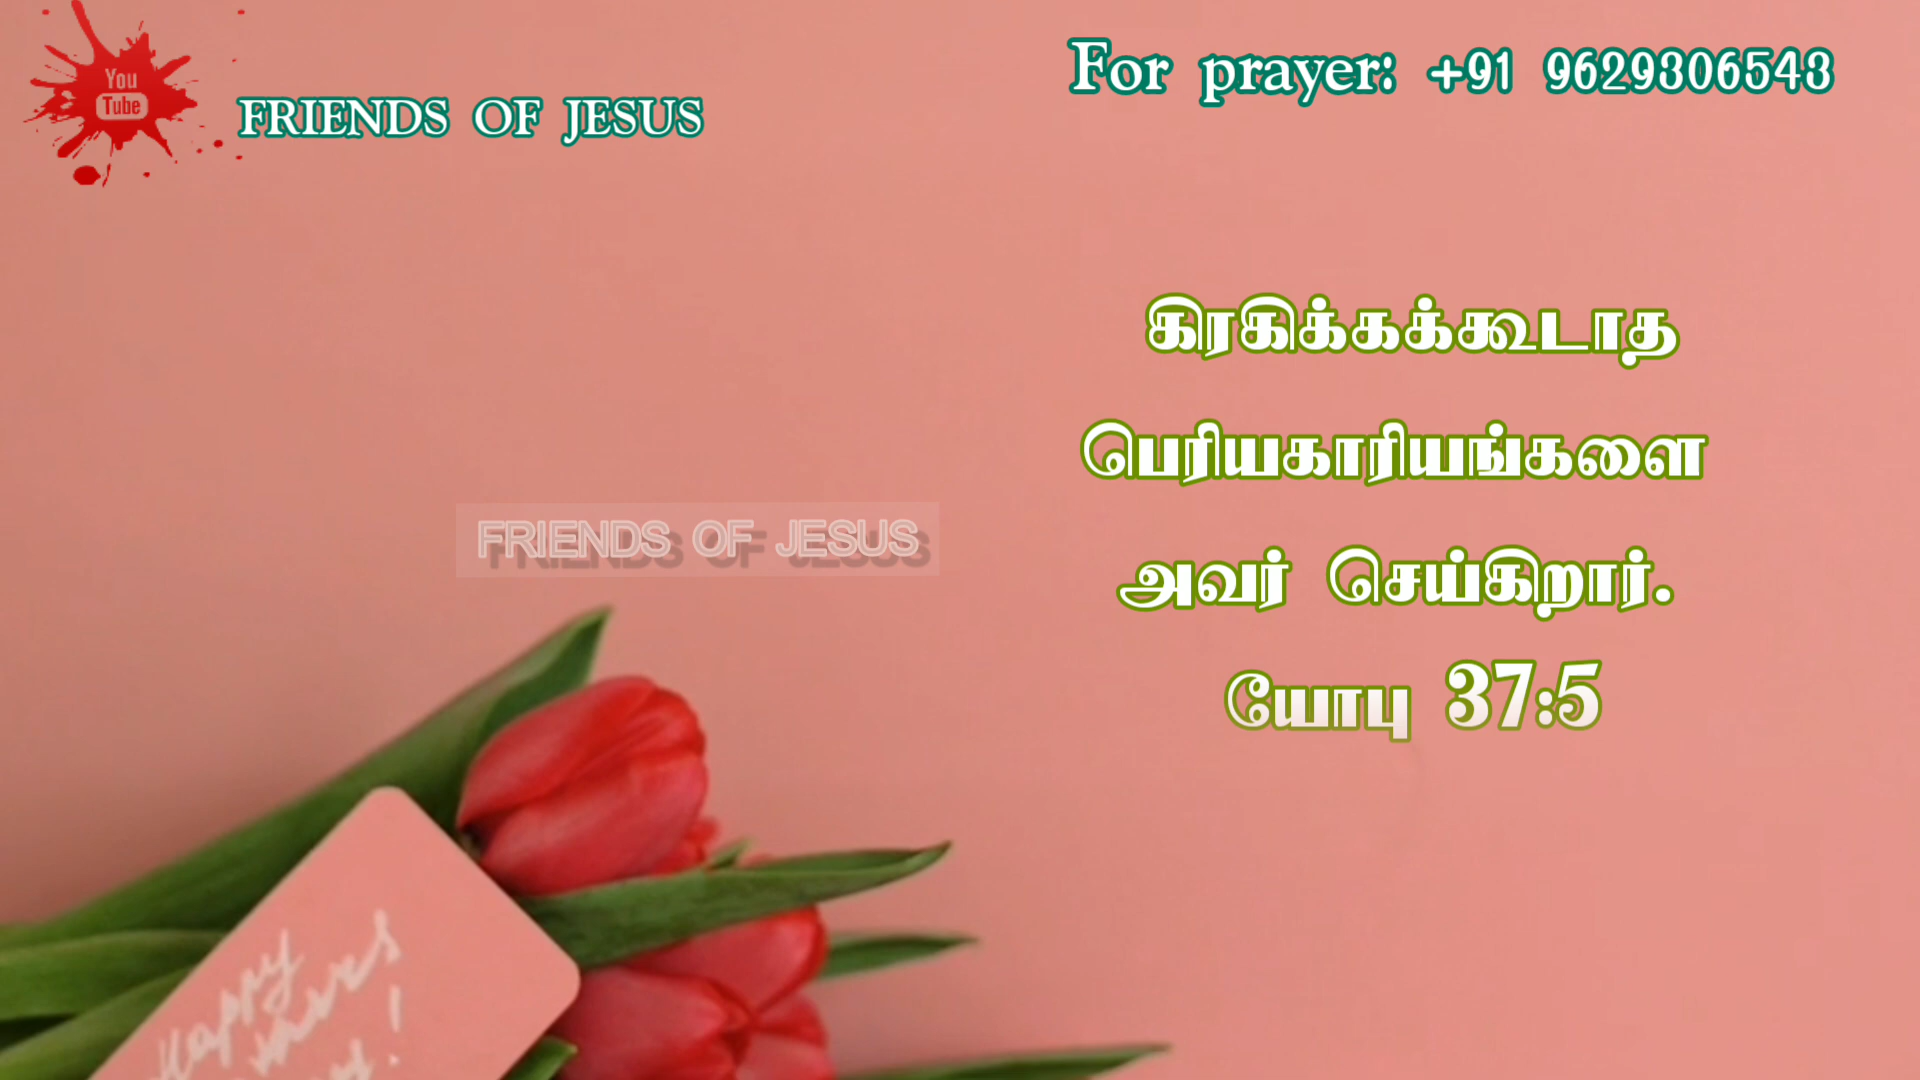 You
Tube
FRIENDS OF JESUS
For prayer: +91 9629306543
கிரகிக்கக்கூடாத
பெரியகாரியங்களை
அவர் செய்கிறார்.
யோபு 37:5
FRIENDS OF JESUS
Happy
!